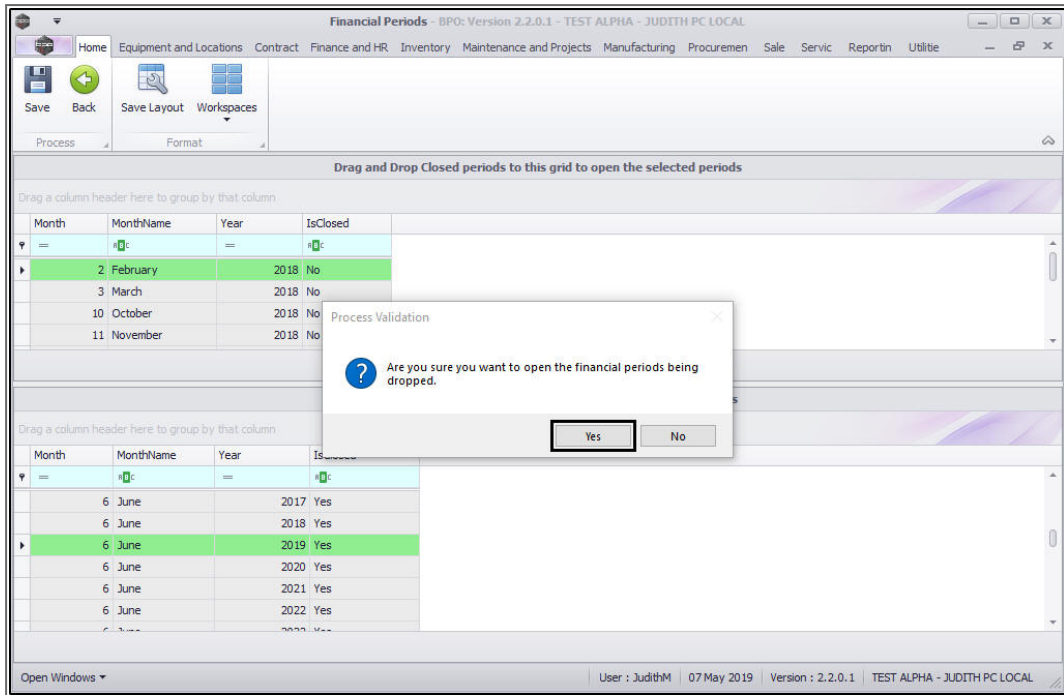 Financial Periods - BPO: Version 2.2.0.1 - TEST ALPHA - JUDITH PC LOCAL
Home Equipment and Locations Contract Finance and HR Inventory Maintenance and Projects Manufacturing Procuremen Sale Servic Reportin Utilitie
Save Back Save Layout Workspaces
Process Format
Drag and Drop Closed periods to this grid to open the selected periods
Drag a column header here to group by that column
Month MonthName Year IsClosed
= ABC = ABC
2 February 2018 No
3 March 2018 No
10 October 2018 No
11 November 2018 No
Process Validation
Are you sure you want to open the financial periods being
dropped.
Yes No
Drag a column header here to group by that column
Month MonthName Year
= ABC = ABC
6 June 2017 Yes
6 June 2018 Yes
6 June 2019 Yes
6 June 2020 Yes
6 June 2021 Yes
6 June 2022 Yes
Open Windows User : JudithM 07 May 2019 Version : 2.2.0.1 TEST ALPHA - JUDITH PC LOCAL